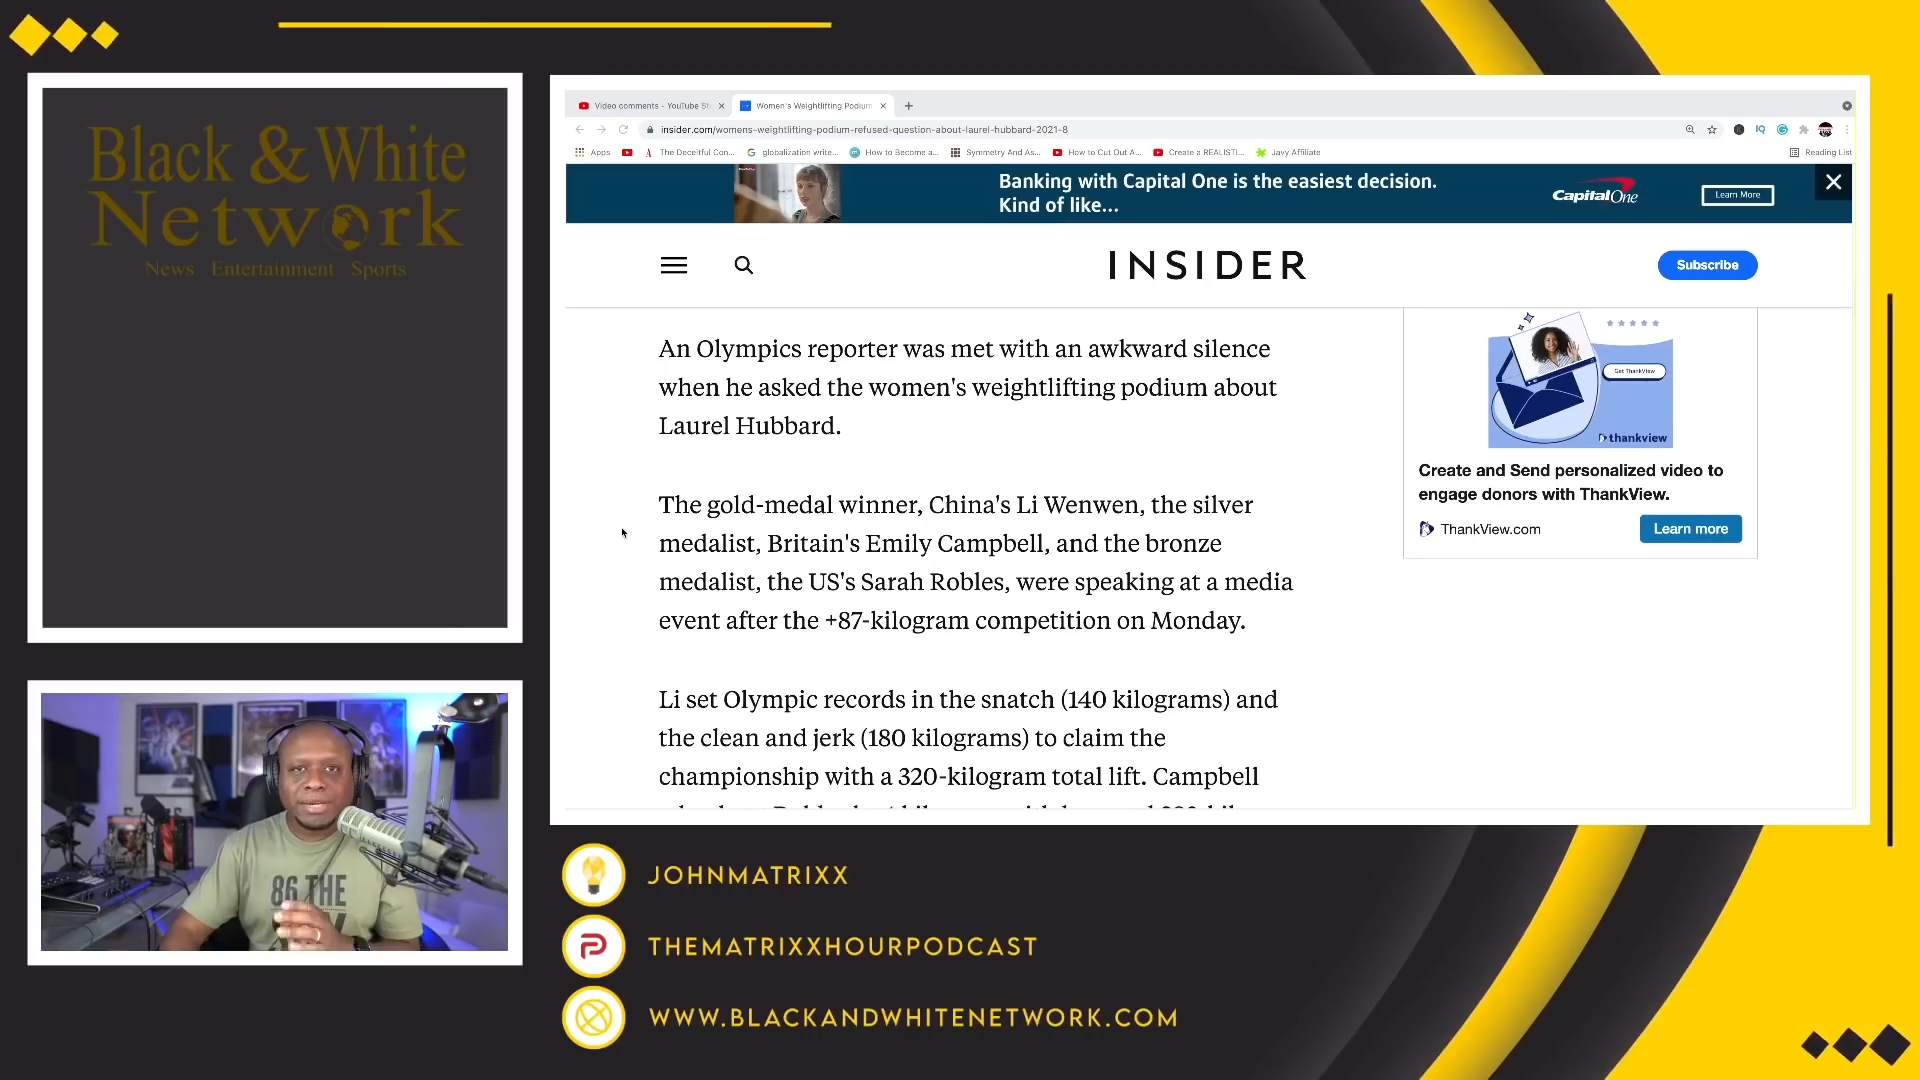 Black & White
Network
News Entertainment Sports
Video comments - YouTube St
Women's Weightlifting Podium
insider.com/womens-weightlifting-podium-refused-question-about-laurel-hubbard-2021-8
Apps
The Deceitful Con...
globalization write...
How to Become a...
Symmetry And As...
How to Cut Out A...
Create a REALISTI...
Javy Affiliate
Reading List
Banking with Capital One is the easiest decision.
Kind of like...
Capital One
Learn More
INSIDER
Subscribe
An Olympics reporter was met with an awkward silence
when he asked the women's weightlifting podium about
Laurel Hubbard.
The gold-medal winner, China's Li Wenwen, the silver
medalist, Britain's Emily Campbell, and the bronze
medalist, the US's Sarah Robles, were speaking at a media
event after the +87-kilogram competition on Monday.
Li set Olympic records in the snatch (140 kilograms) and
the clean and jerk (180 kilograms) to claim the
championship with a 320-kilogram total lift. Campbell
Get ThankView
thankview
Create and Send personalized video to
engage donors with ThankView.
ThankView.com
Learn more
86 THE
JOHNMATRIXX
THEMATRIXXHOURPODCAST
WWW.BLACKANDWHITENETWORK.COM